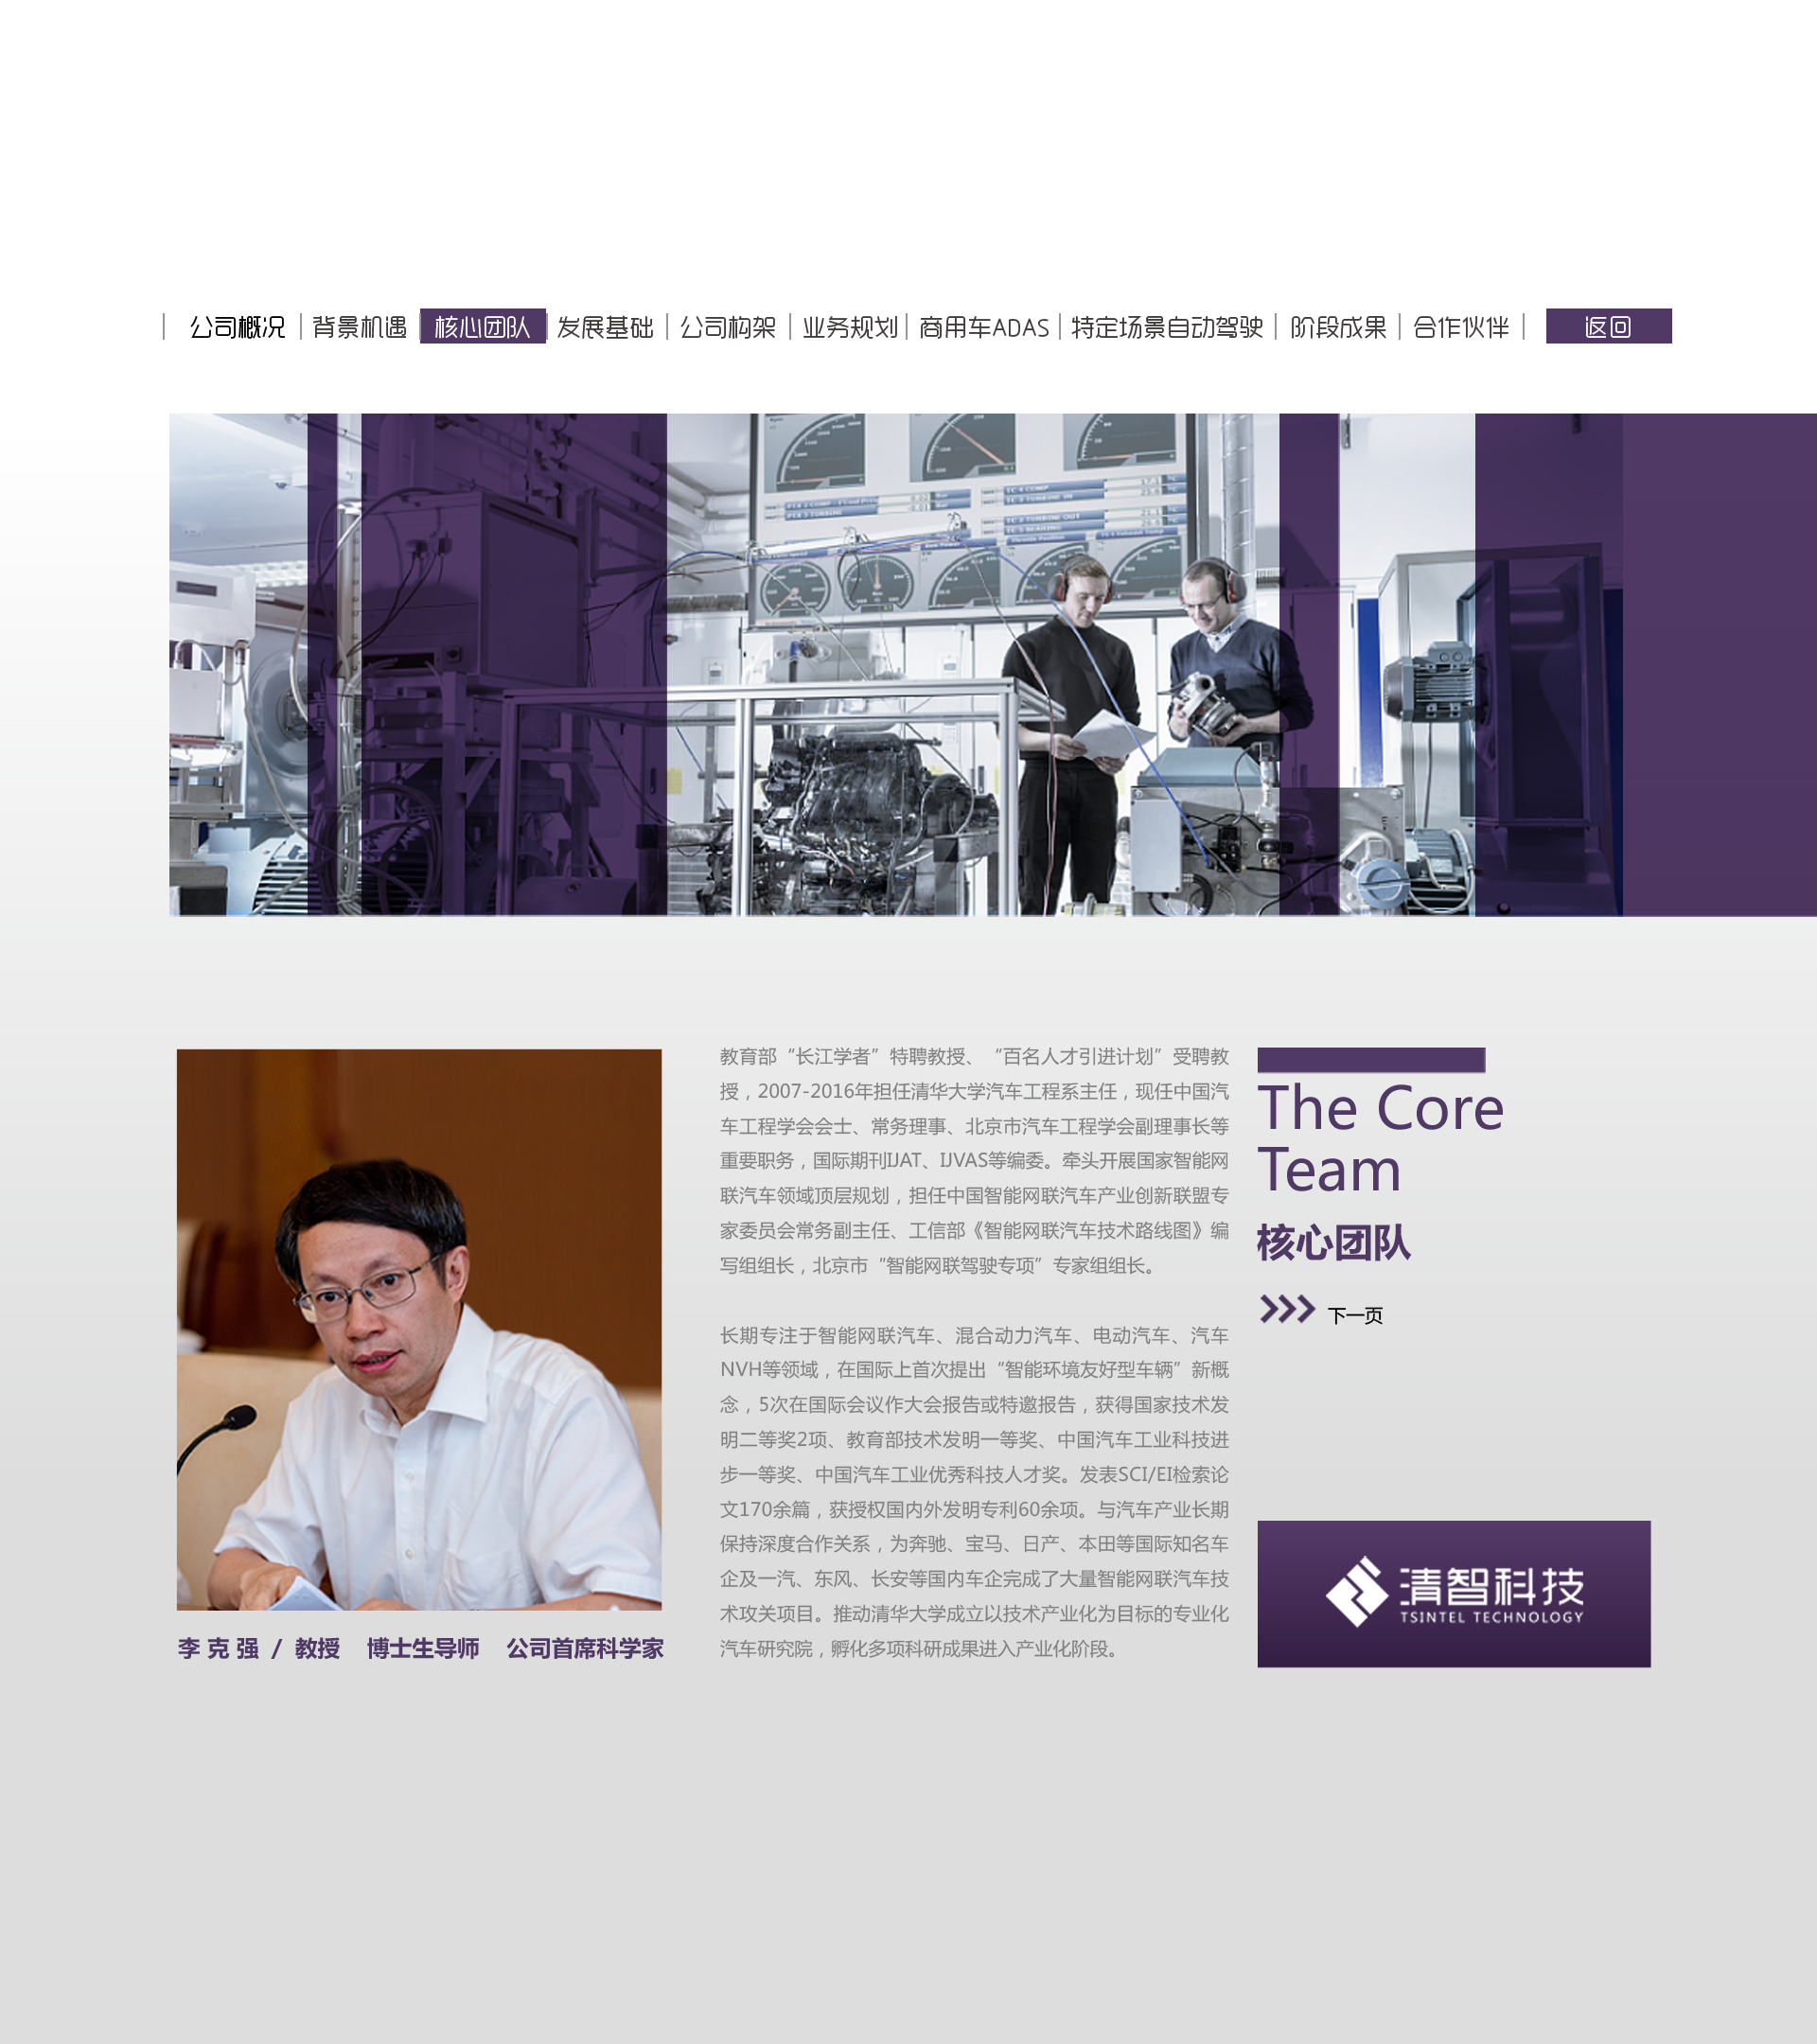 公司概况 背景机遇 核心团队 发展基础 公司构架 业务规划 商用车ADAS 特定场景自动驾驶 阶段成果 合作伙伴 返回
TC 4 COMP
TC 3 TURBINE IN
PTX 3 TURBINE
TC 2 TURBINE OUT
TC 5 BEARING
教育部“长江学者”特聘教授、“百名人才引进计划”受聘教
授，2007-2016年担任清华大学汽车工程系主任，现任中国汽
车工程学会会士、常务理事、北京市汽车工程学会副理事长等
重要职务，国际期刊IJAT、IJVAS等编委。牵头开展国家智能网
联汽车领域顶层规划，担任中国智能网联汽车产业创新联盟专
家委员会常务副主任、工信部《智能网联汽车技术路线图》编
写组组长，北京市“智能网联驾驶专项”专家组组长。
长期专注于智能网联汽车、混合动力汽车、电动汽车、汽车
NVH等领域，在国际上首次提出“智能环境友好型车辆”新概
念，5次在国际会议作大会报告或特邀报告，获得国家技术发
明二等奖2项、教育部技术发明一等奖、中国汽车工业科技进
步一等奖、中国汽车工业优秀科技人才奖。发表SCI/EI检索论
文170余篇，获授权国内外发明专利60余项。与汽车产业长期
保持深度合作关系，为奔驰、宝马、日产、本田等国际知名车
企及一汽、东风、长安等国内车企完成了大量智能网联汽车技
术攻关项目。推动清华大学成立以技术产业化为目标的专业化
汽车研究院，孵化多项科研成果进入产业化阶段。
李 克 强 / 教授 博士生导师 公司首席科学家
The Core
Team
核心团队
下一页
清智科技
TSINTEL TECHNOLOGY